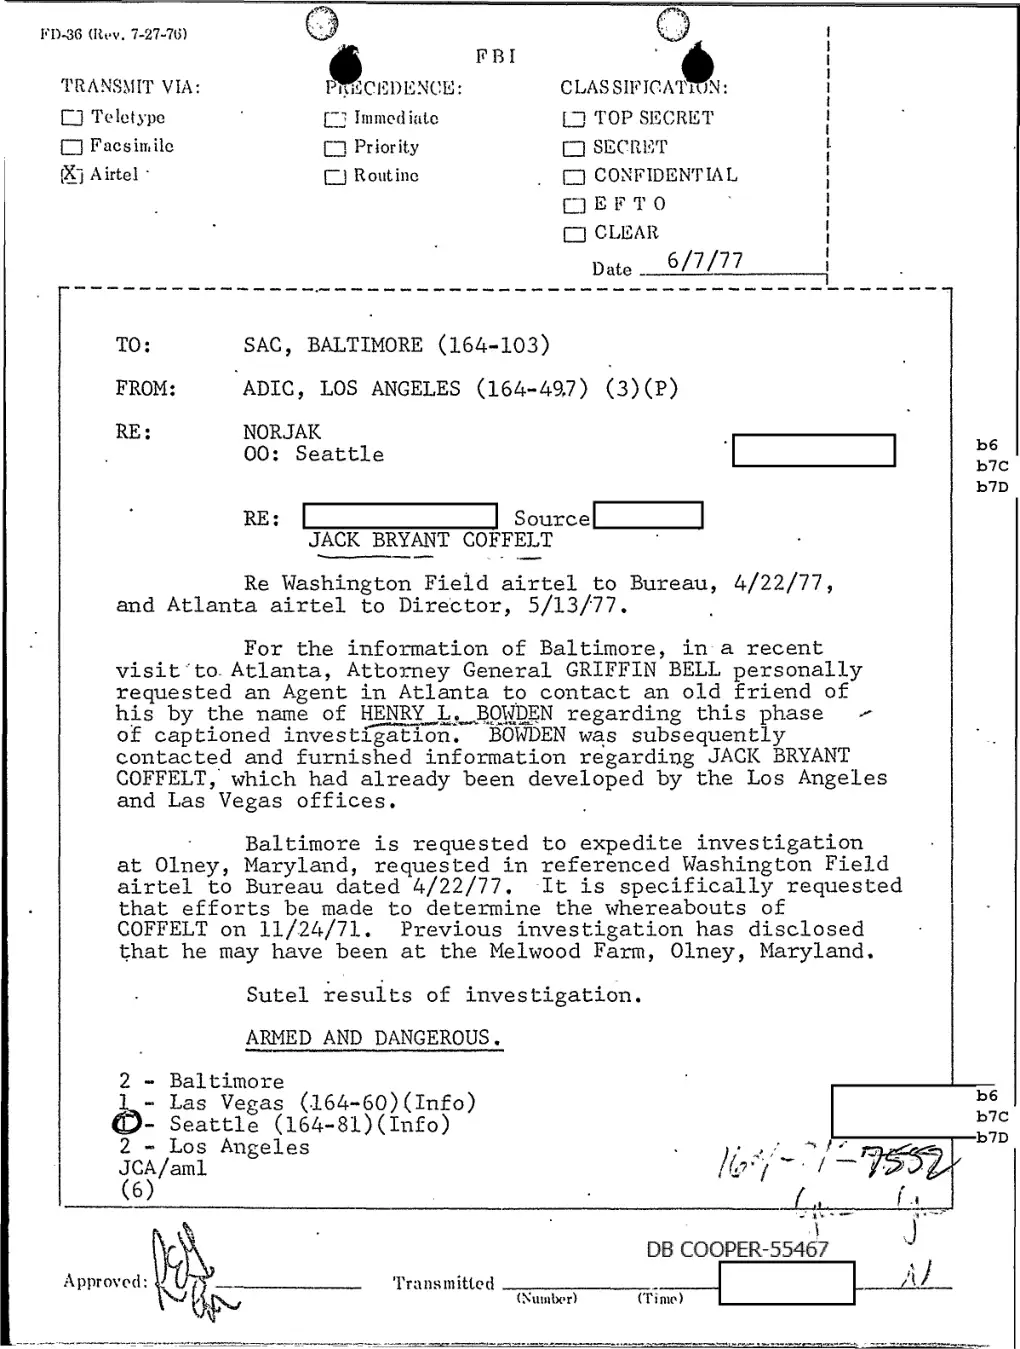 FD-36 (Rev. 7-27-76)
FBI
TRANSMIT VIA:
PRECEDENCE:
CLASSIFICATION:
Teletype
Immediate
TOP SECRET
Facsimile
Priority
SECRET
X Airtel
Routine
CONFIDENTIAL
E F T O
CLEAR
Date 6/7/77
TO: SAC, BALTIMORE (164-103)
FROM: ADIC, LOS ANGELES (164-497) (3)(P)
RE: NORJAK
OO: Seattle
b6
b7C
b7D
RE: Source
JACK BRYANT COFFELT
Re Washington Field airtel to Bureau, 4/22/77,
and Atlanta airtel to Director, 5/13/77.
For the information of Baltimore, in a recent
visit to Atlanta, Attorney General GRIFFIN BELL personally
requested an Agent in Atlanta to contact an old friend of
his by the name of HENRY L. BOWDEN regarding this phase
of captioned investigation. BOWDEN was subsequently
contacted and furnished information regarding JACK BRYANT
COFFELT, which had already been developed by the Los Angeles
and Las Vegas offices.
Baltimore is requested to expedite investigation
at Olney, Maryland, requested in referenced Washington Field
airtel to Bureau dated 4/22/77. It is specifically requested
that efforts be made to determine the whereabouts of
COFFELT on 11/24/71. Previous investigation has disclosed
that he may have been at the Melwood Farm, Olney, Maryland.
Sutel results of investigation.
ARMED AND DANGEROUS.
2 - Baltimore
1 - Las Vegas (164-60)(Info)
1 - Seattle (164-81)(Info)
2 - Los Angeles
JCA/aml
(6)
b6
b7C
b7D
164-81-7552
DB COOPER-55467
Approved:
Transmitted
(Number)
(Time)